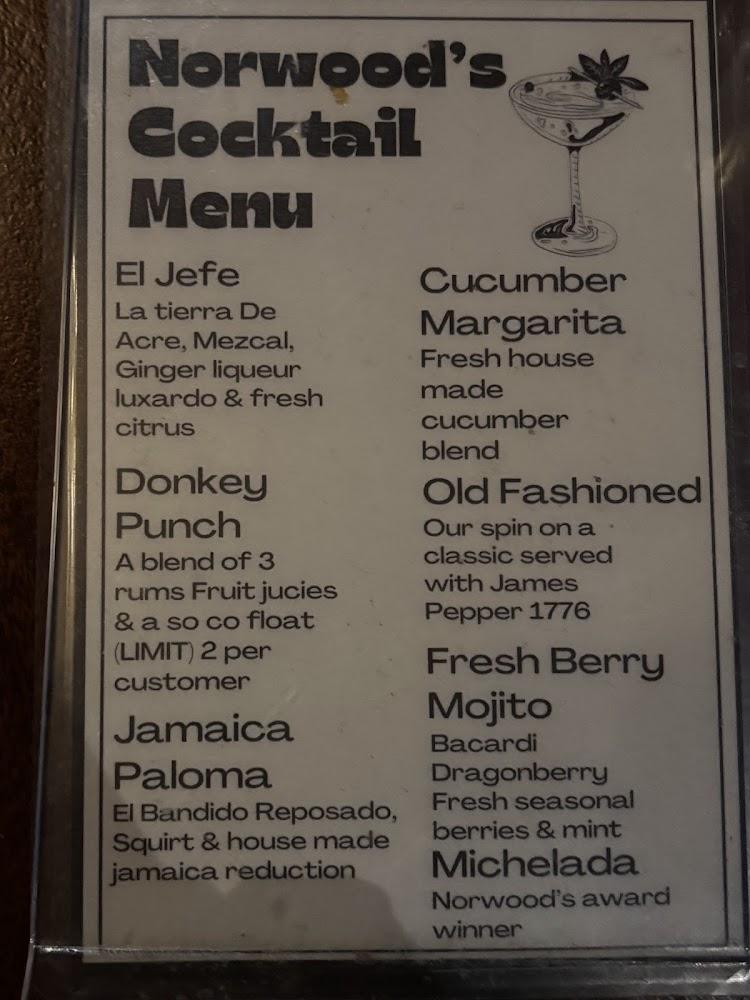 Norwood's
Cocktail
Menu
El Jefe
La tierra De
Acre, Mezcal,
Ginger liqueur
luxardo & fresh
citrus
Donkey
Punch
A blend of 3
rums Fruit jucies
& a so co float
(LIMIT) 2 per
customer
Jamaica
Paloma
El Bandido Reposado,
Squirt & house made
jamaica reduction
Cucumber
Margarita
Fresh house
made
cucumber
blend
Old Fashioned
Our spin on a
classic served
with James
Pepper 1776
Fresh Berry
Mojito
Bacardi
Dragonberry
Fresh seasonal
berries & mint
Michelada
Norwood's award
winner